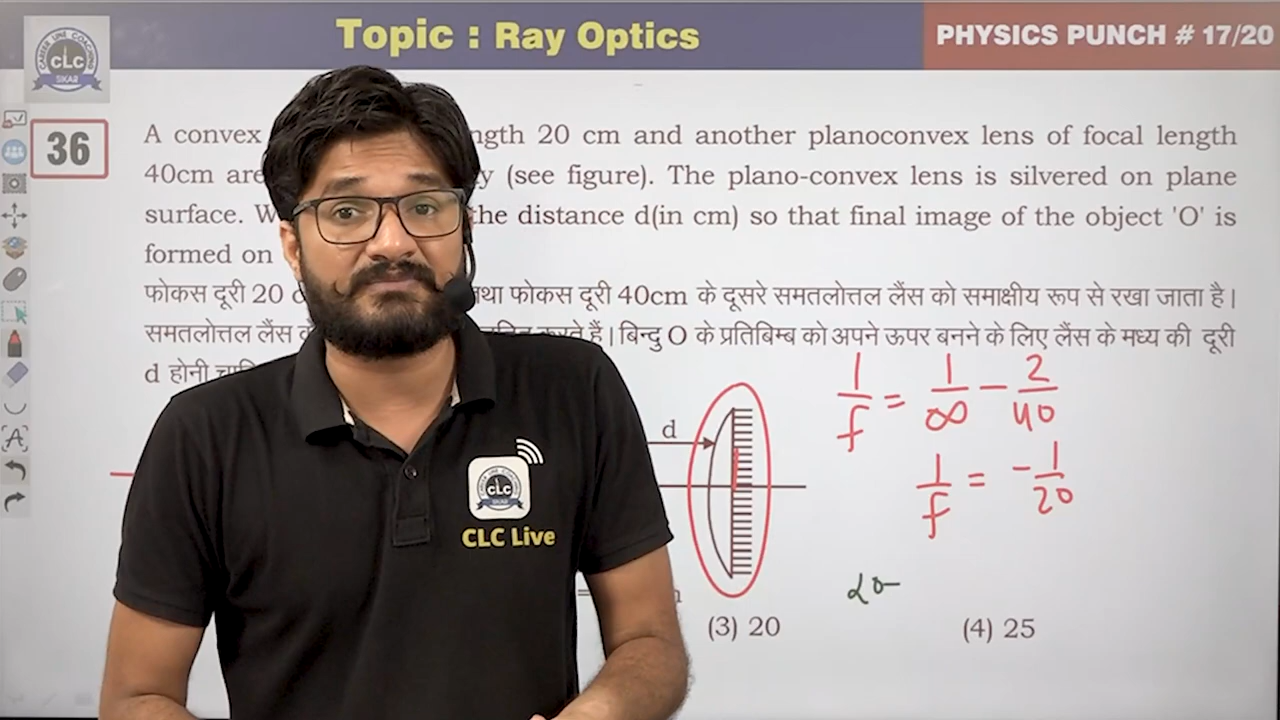 Topic : Ray Optics
PHYSICS PUNCH # 17/20
CAREER LINE COACHING
CLC
SIKAR
36
A convex ngth 20 cm and another planoconvex lens of focal length
40cm are y (see figure). The plano-convex lens is silvered on plane
surface. W the distance d(in cm) so that final image of the object 'O' is
formed on
फोकस दूरी 20 तथा फोकस दूरी 40cm के दूसरे समतलोत्तल लैंस को समाक्षीय रूप से रखा जाता है।
समतलोत्तल लैंस करते हैं। बिन्दु O के प्रतिबिम्ब को अपने ऊपर बनने के लिए लैंस के मध्य की दूरी
d होनी
d
1/f = 1/∞ − 2/40
1/f = -1/20
20
(3) 20
(4) 25
CLC
CLC Live